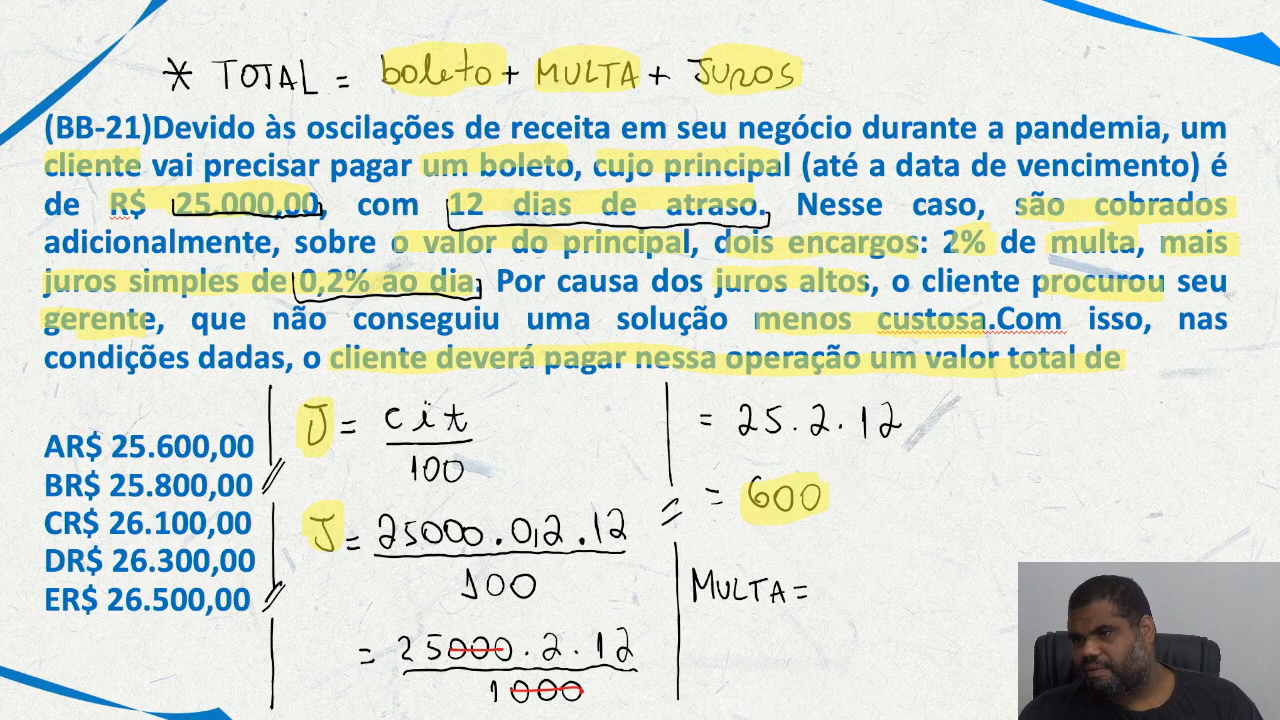 * TOTAL = boleto + MULTA + JUROS
(BB-21)Devido às oscilações de receita em seu negócio durante a pandemia, um
cliente vai precisar pagar um boleto, cujo principal (até a data de vencimento) é
de R$ 25.000,00, com 12 dias de atraso. Nesse caso, são cobrados
adicionalmente, sobre o valor do principal, dois encargos: 2% de multa, mais
juros simples de 0,2% ao dia. Por causa dos juros altos, o cliente procurou seu
gerente, que não conseguiu uma solução menos custosa.Com isso, nas
condições dadas, o cliente deverá pagar nessa operação um valor total de
AR$ 25.600,00
BR$ 25.800,00
CR$ 26.100,00
DR$ 26.300,00
ER$ 26.500,00
J = cit
100
J = 25000.0,2.12
100
= 25000.2.12
1000
= 25.2.12
= 600
MULTA =